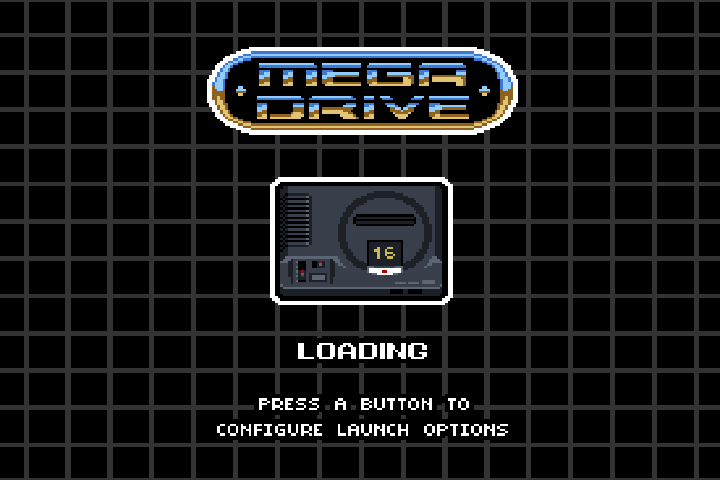 MEGA
DRIVE
16
LOADING
PRESS A BUTTON TO
CONFIGURE LAUNCH OPTIONS